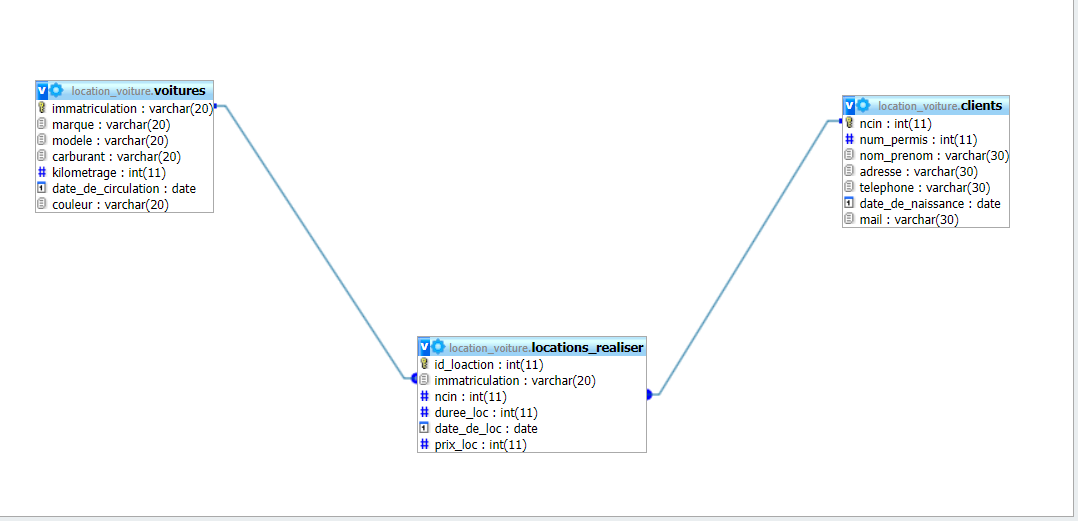 location_voiture.voitures
immatriculation : varchar(20)
marque : varchar(20)
modele : varchar(20)
carburant : varchar(20)
# kilometrage : int(11)
date_de_circulation : date
couleur : varchar(20)
location_voiture.clients
ncin : int(11)
# num_permis : int(11)
nom_prenom : varchar(30)
adresse : varchar(30)
telephone : varchar(30)
date_de_naissance : date
mail : varchar(30)
location_voiture.locations_realiser
id_loaction : int(11)
immatriculation : varchar(20)
# ncin : int(11)
# duree_loc : int(11)
date_de_loc : date
# prix_loc : int(11)